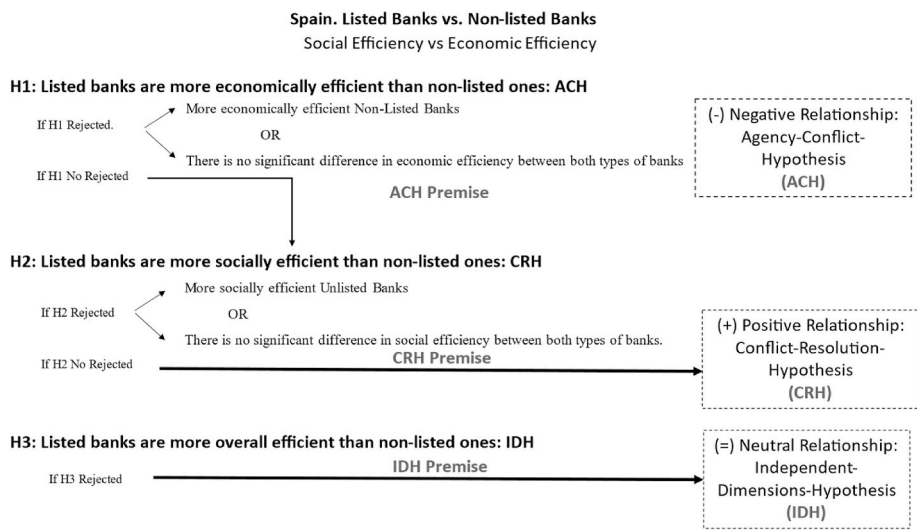 Spain. Listed Banks vs. Non-listed Banks
Social Efficiency vs Economic Efficiency
H1: Listed banks are more economically efficient than non-listed ones: ACH
More economically efficient Non-Listed Banks
If H1 Rejected.
OR
There is no significant difference in economic efficiency between both types of banks
If H1 No Rejected
ACH Premise
(-) Negative Relationship:
Agency-Conflict-
Hypothesis
(ACH)
H2: Listed banks are more socially efficient than non-listed ones: CRH
More socially efficient Unlisted Banks
If H2 Rejected
OR
There is no significant difference in social efficiency between both types of banks.
If H2 No Rejected
CRH Premise
(+) Positive Relationship:
Conflict-Resolution-
Hypothesis
(CRH)
H3: Listed banks are more overall efficient than non-listed ones: IDH
IDH Premise
If H3 Rejected
(=) Neutral Relationship:
Independent-
Dimensions-Hypothesis
(IDH)